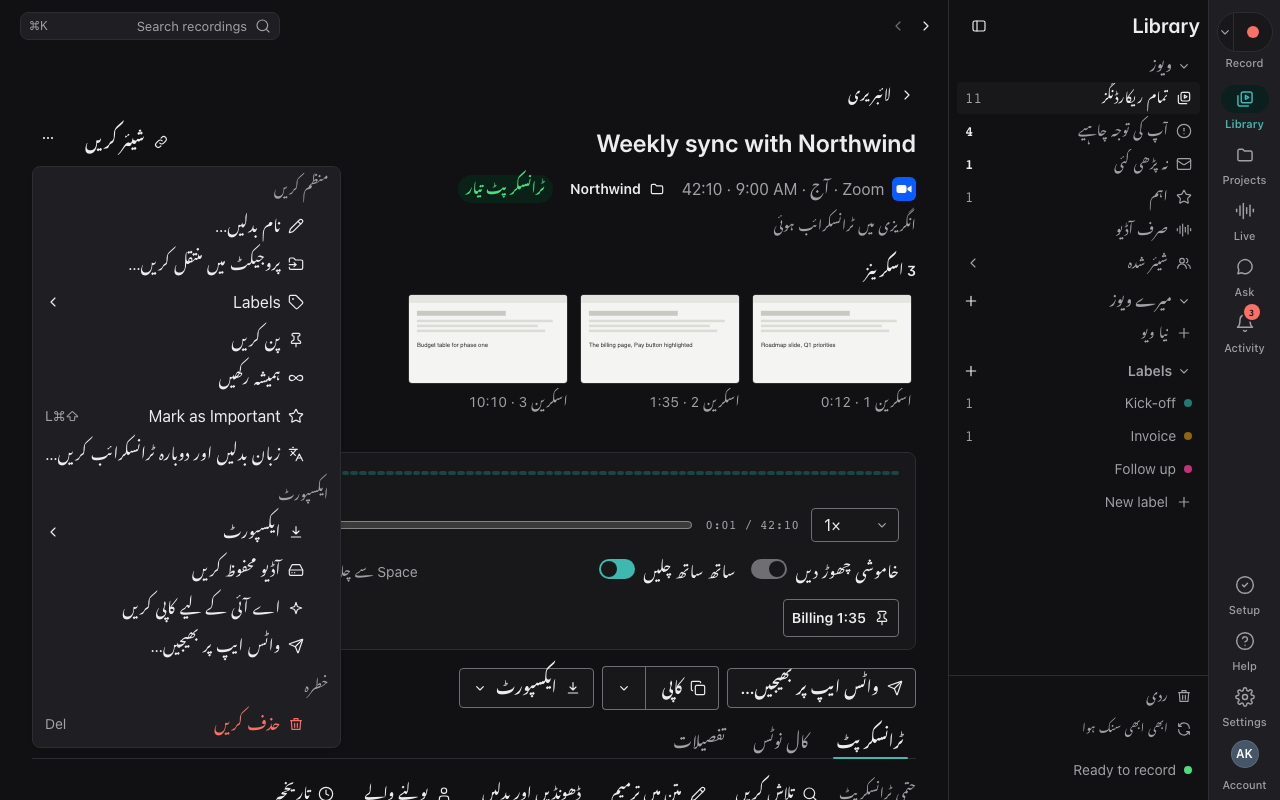 Record
Library
Projects
Live
Ask
3
Activity
Setup
Help
Settings
AK
Account
Library
ویوز
تمام ریکارڈنگز 11
آپ کی توجہ چاہیے 4
نہ پڑھی گئی 1
اہم 1
صرف آڈیو
شیئر شدہ
میرے ویوز
نیا ویو
Labels
Kick-off 1
Invoice 1
Follow up
New label
ردی
ابھی ابھی سنک ہوا
Ready to record
Search recordings ⌘K
لائبریری
Weekly sync with Northwind
شیئر کریں
...
Zoom · آج · 9:00 AM · 42:10 Northwind ٹرانسکرپٹ تیار
انگریزی میں ٹرانسکرائب ہوئی
3 اسکرینز
Roadmap slide, Q1 priorities
The billing page, Pay button highlighted
Budget table for phase one
اسکرین 1 · 0:12
اسکرین 2 · 1:35
اسکرین 3 · 10:10
1× 0:01 / 42:10
خاموشی چھوڑ دیں ساتھ ساتھ چلیں Space سے
Billing 1:35
واٹس ایپ پر بھیجیں... کاپی ایکسپورٹ
ٹرانسکرپٹ کال نوٹس تفصیلات
حتمی ٹرانسکرپٹ تلاش کریں متن میں ترمیم ڈھونڈیں اور بدلیں بولنے والے تاریخچہ
منظم کریں
نام بدلیں...
پروجیکٹ میں منتقل کریں...
Labels
پن کریں
ہمیشہ رکھیں
Mark as Important ⇧⌘L
زبان بدلیں اور دوبارہ ٹرانسکرائب کریں...
ایکسپورٹ
ایکسپورٹ
آڈیو محفوظ کریں
اے آئی کے لیے کاپی کریں
واٹس ایپ پر بھیجیں...
خطرہ
حذف کریں Del